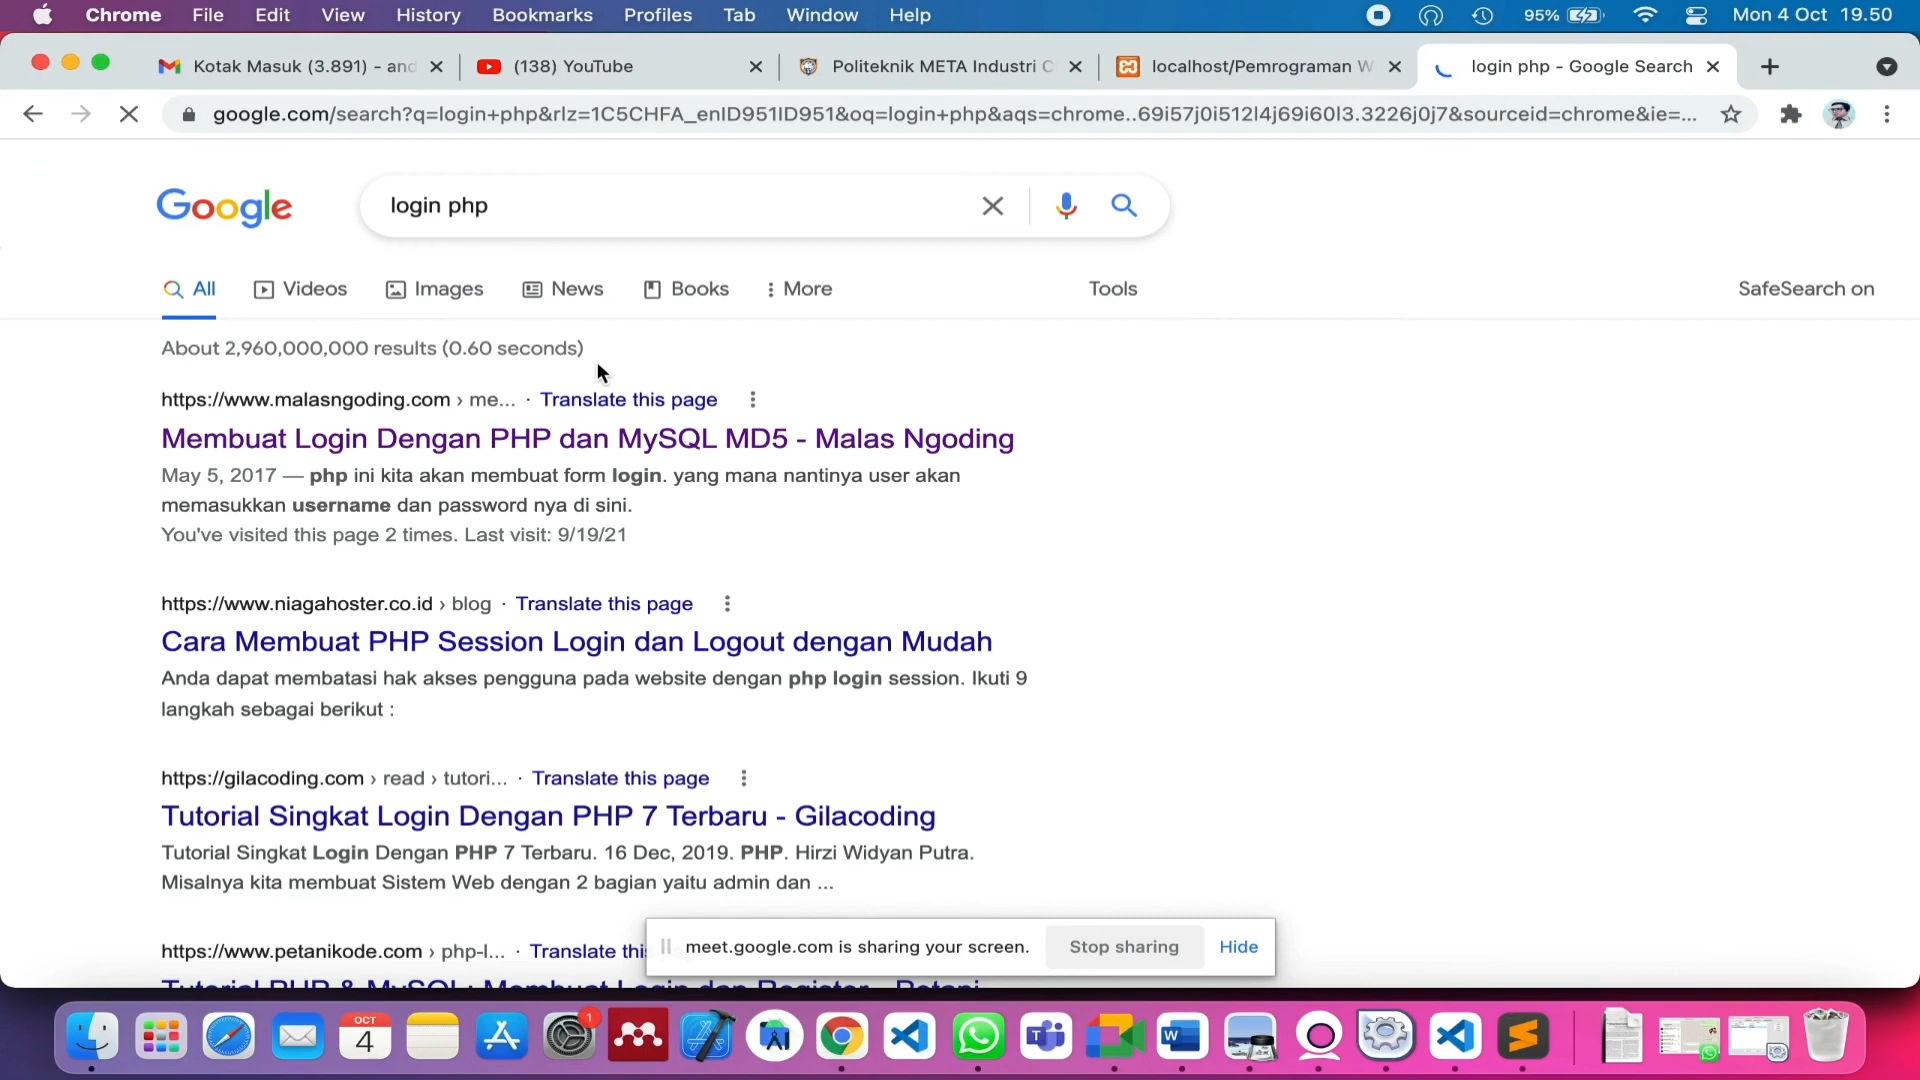 Chrome File Edit View History Bookmarks Profiles Tab Window Help 95% Mon 4 Oct 19.50
Kotak Masuk (3.891) - and (138) YouTube Politeknik META Industri C localhost/Pemrograman W login php - Google Search
google.com/search?q=login+php&rlz=1C5CHFA_enID951ID951&oq=login+php&aqs=chrome..69i57j0i512l4j69i60l3.3226j0j7&sourceid=chrome&ie=...
Google login php
All Videos Images News Books More Tools SafeSearch on
About 2,960,000,000 results (0.60 seconds)
https://www.malasngoding.com › me... · Translate this page
Membuat Login Dengan PHP dan MySQL MD5 - Malas Ngoding
May 5, 2017 — php ini kita akan membuat form login. yang mana nantinya user akan
memasukkan username dan password nya di sini.
You've visited this page 2 times. Last visit: 9/19/21
https://www.niagahoster.co.id › blog · Translate this page
Cara Membuat PHP Session Login dan Logout dengan Mudah
Anda dapat membatasi hak akses pengguna pada website dengan php login session. Ikuti 9
langkah sebagai berikut :
https://gilacoding.com › read › tutori... · Translate this page
Tutorial Singkat Login Dengan PHP 7 Terbaru - Gilacoding
Tutorial Singkat Login Dengan PHP 7 Terbaru. 16 Dec, 2019. PHP. Hirzi Widyan Putra.
Misalnya kita membuat Sistem Web dengan 2 bagian yaitu admin dan ...
https://www.petanikode.com › php-l... · Translate thi
meet.google.com is sharing your screen. Stop sharing Hide
Tutorial PHP & MySQL: Membuat Login dan Register - Petani
OCT
4
1